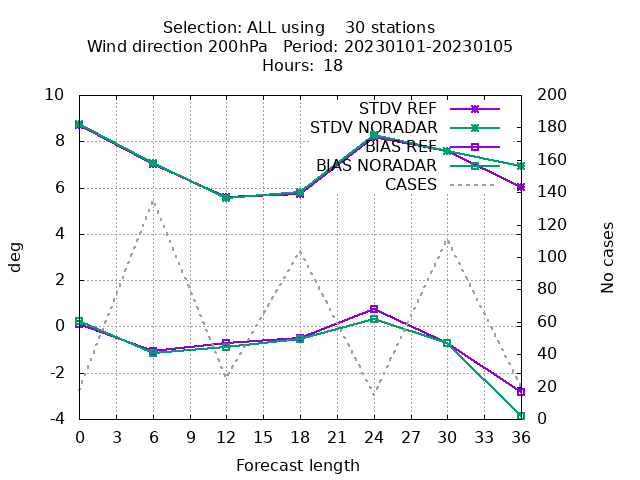 Selection: ALL using    30 stations
Wind direction 200hPa   Period: 20230101-20230105
Hours: 18
STDV REF
STDV NORADAR
BIAS REF
BIAS NORADAR
CASES
10
8
6
4
2
0
-2
-4
deg
200
180
160
140
120
100
80
60
40
20
0
No cases
0 3 6 9 12 15 18 21 24 27 30 33 36
Forecast length